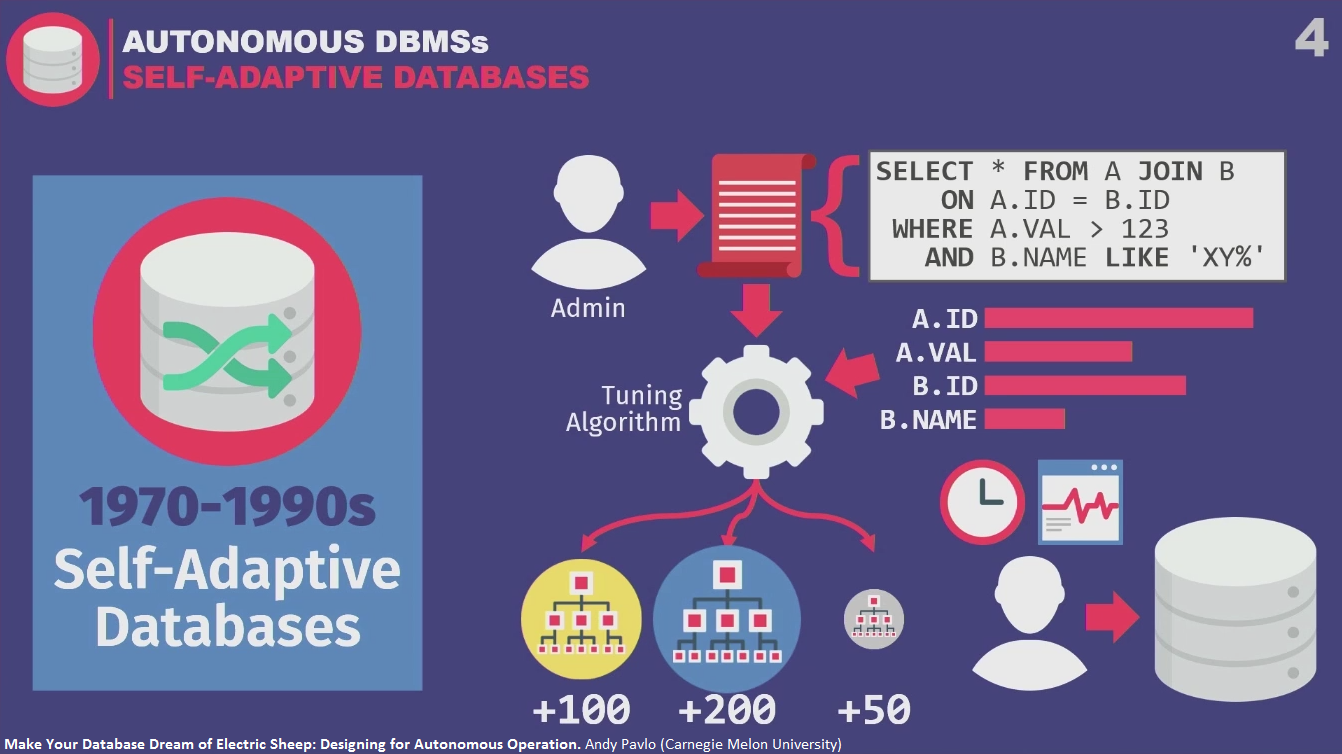 AUTONOMOUS DBMSs
SELF-ADAPTIVE DATABASES
4
1970-1990s
Self-Adaptive
Databases
Admin
SELECT * FROM A JOIN B
ON A.ID = B.ID
WHERE A.VAL > 123
AND B.NAME LIKE 'XY%'
A.ID
A.VAL
B.ID
B.NAME
Tuning
Algorithm
+100
+200
+50
Make Your Database Dream of Electric Sheep: Designing for Autonomous Operation. Andy Pavlo (Carnegie Melon University)